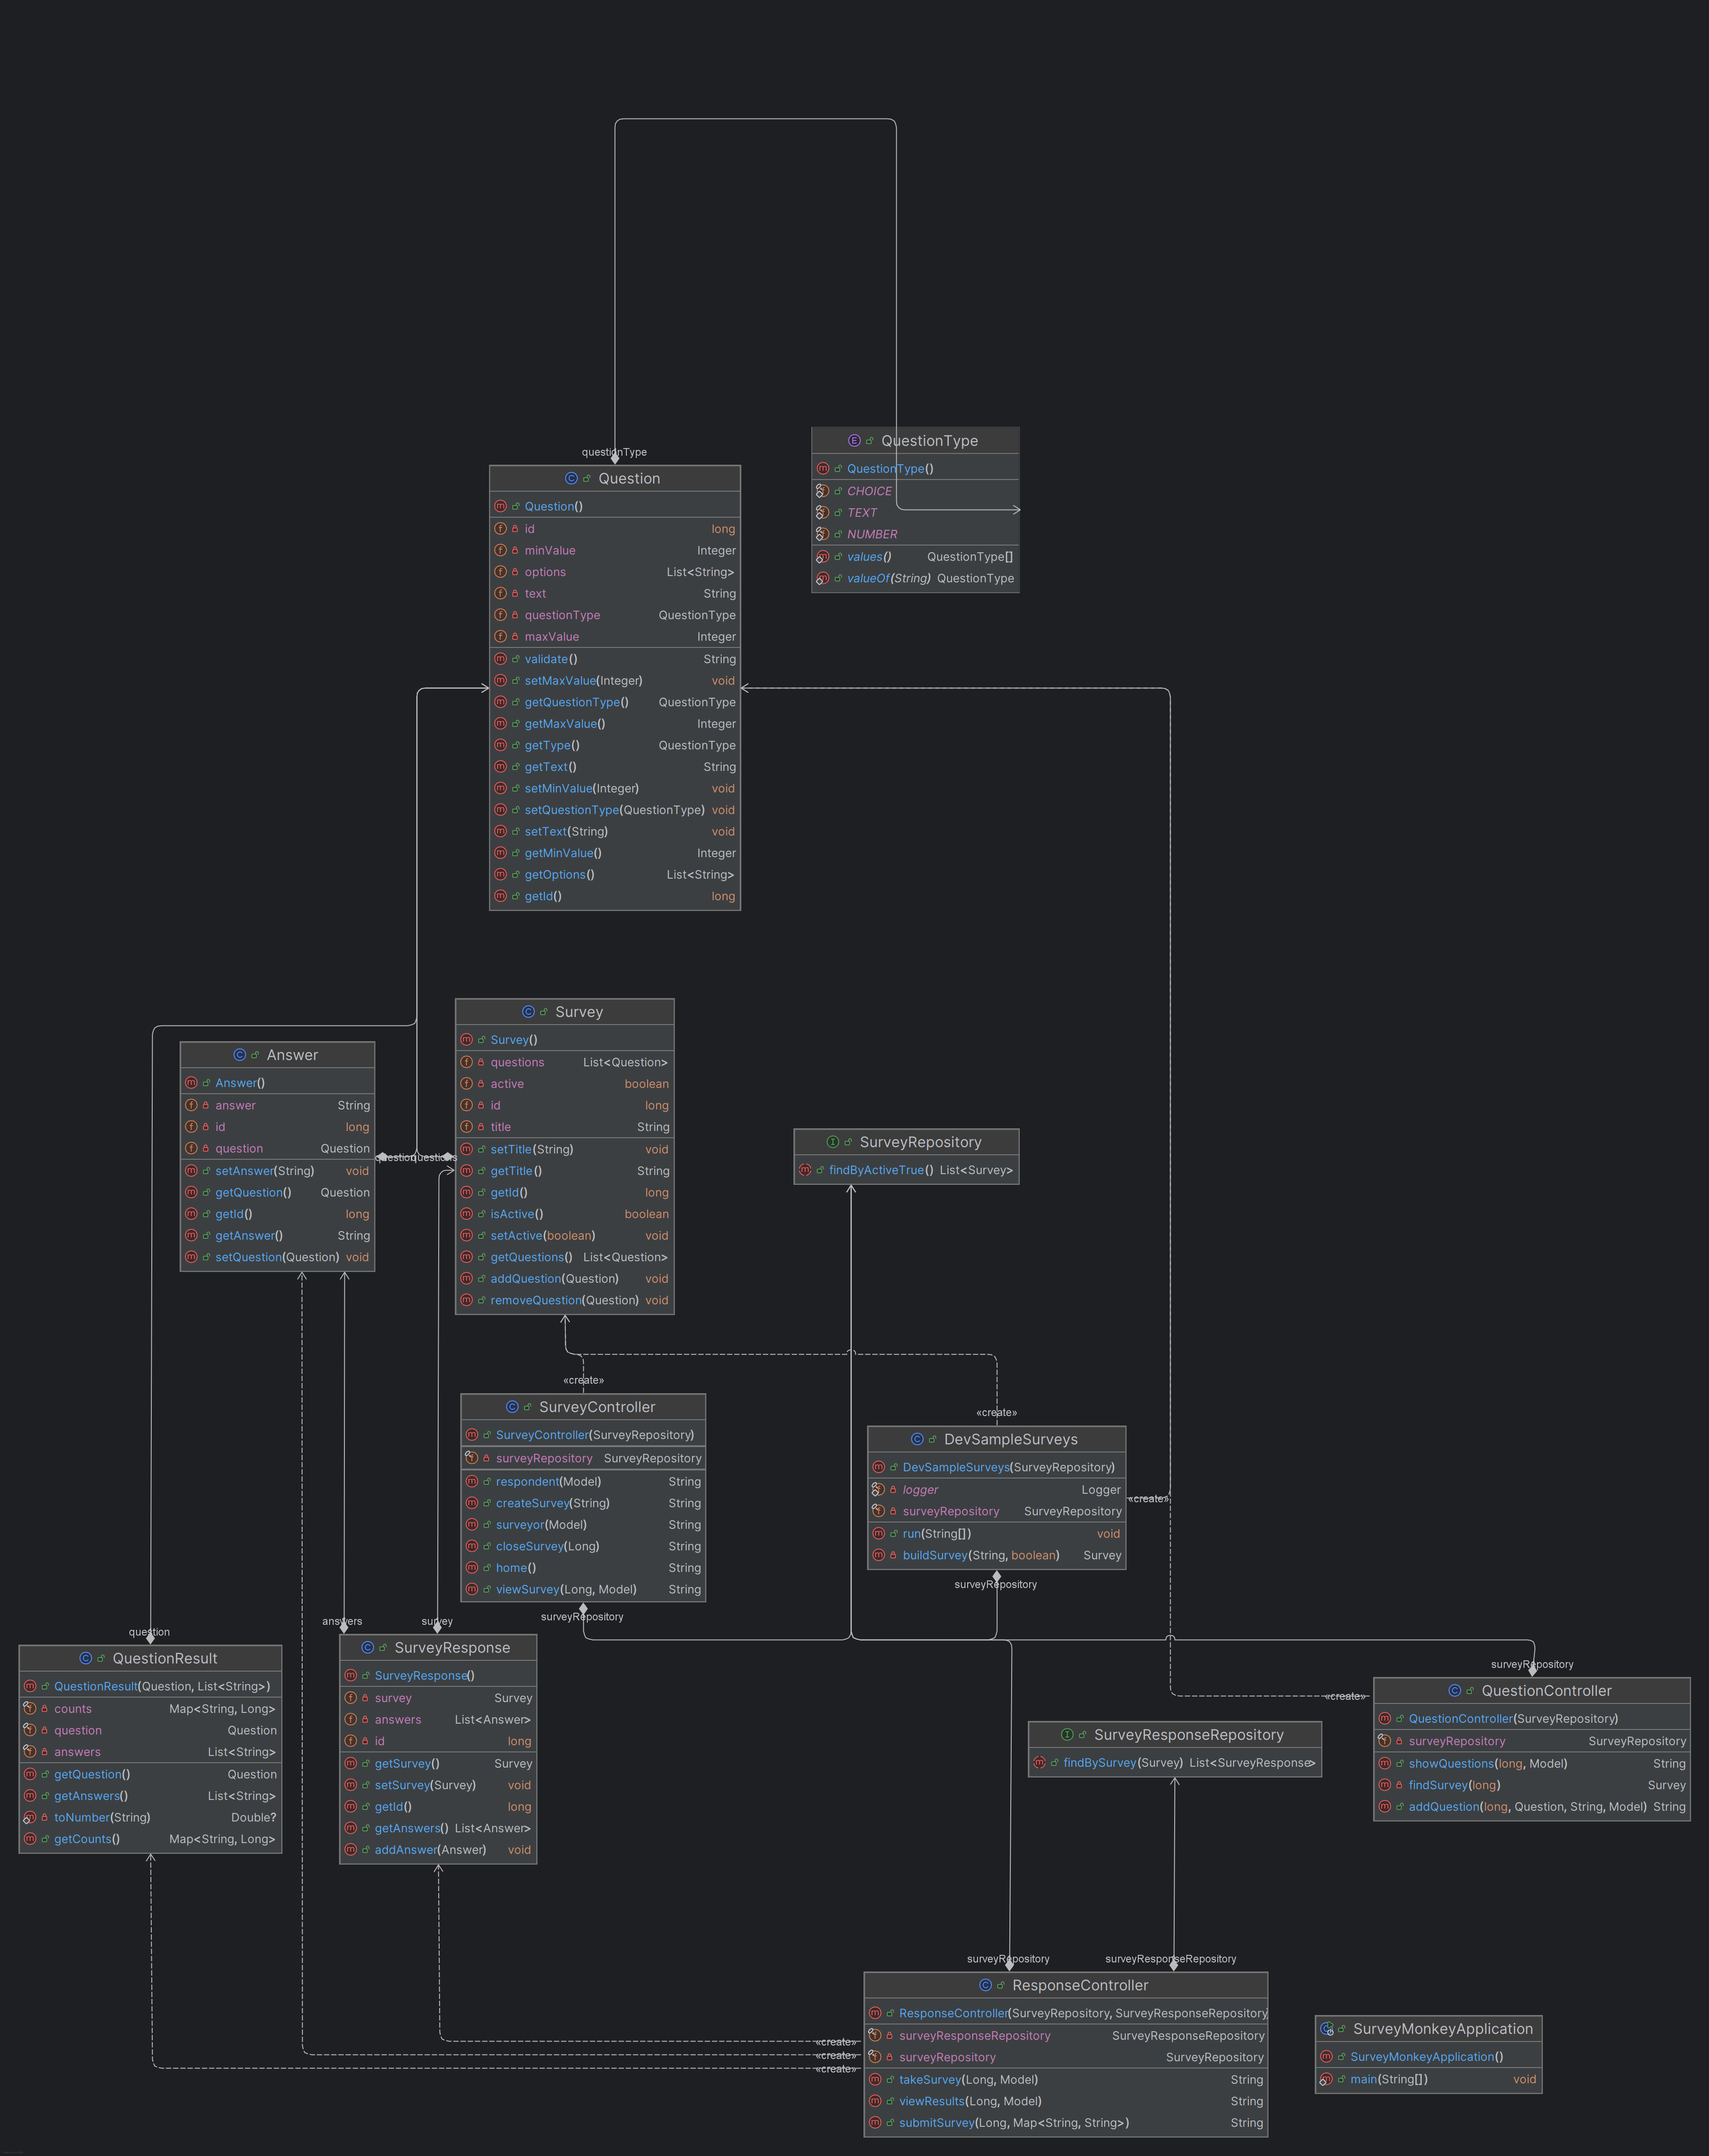 questionType
QuestionType
QuestionType()
CHOICE
TEXT
NUMBER
values() QuestionType[]
valueOf(String) QuestionType
Question
Question()
id long
minValue Integer
options List<String>
text String
questionType QuestionType
maxValue Integer
validate() String
setMaxValue(Integer) void
getQuestionType() QuestionType
getMaxValue() Integer
getType() QuestionType
getText() String
setMinValue(Integer) void
setQuestionType(QuestionType) void
setText(String) void
getMinValue() Integer
getOptions() List<String>
getId() long
Survey
Survey()
questions List<Question>
active boolean
id long
title String
setTitle(String) void
getTitle() String
getId() long
isActive() boolean
setActive(boolean) void
getQuestions() List<Question>
addQuestion(Question) void
removeQuestion(Question) void
Answer
Answer()
answer String
id long
question Question
setAnswer(String) void
getQuestion() Question
getId() long
getAnswer() String
setQuestion(Question) void
question
questions
SurveyRepository
findByActiveTrue() List<Survey>
«create»
SurveyController
SurveyController(SurveyRepository)
surveyRepository SurveyRepository
respondent(Model) String
createSurvey(String) String
surveyor(Model) String
closeSurvey(Long) String
home() String
viewSurvey(Long, Model) String
surveyRepository
«create»
DevSampleSurveys
DevSampleSurveys(SurveyRepository)
logger Logger
surveyRepository SurveyRepository
run(String[]) void
buildSurvey(String, boolean) Survey
«create»
surveyRepository
question
QuestionResult
QuestionResult(Question, List<String>)
counts Map<String, Long>
question Question
answers List<String>
getQuestion() Question
getAnswers() List<String>
toNumber(String) Double?
getCounts() Map<String, Long>
answers
survey
SurveyResponse
SurveyResponse()
survey Survey
answers List<Answer>
id long
getSurvey() Survey
setSurvey(Survey) void
getId() long
getAnswers() List<Answer>
addAnswer(Answer) void
surveyRepository
«create»
QuestionController
QuestionController(SurveyRepository)
surveyRepository SurveyRepository
showQuestions(long, Model) String
findSurvey(long) Survey
addQuestion(long, Question, String, Model) String
SurveyResponseRepository
findBySurvey(Survey) List<SurveyResponse>
surveyRepository
surveyResponseRepository
ResponseController
ResponseController(SurveyRepository, SurveyResponseRepository
surveyResponseRepository SurveyResponseRepository
surveyRepository SurveyRepository
takeSurvey(Long, Model) String
viewResults(Long, Model) String
submitSurvey(Long, Map<String, String>) String
«create»
«create»
«create»
SurveyMonkeyApplication
SurveyMonkeyApplication()
main(String[]) void